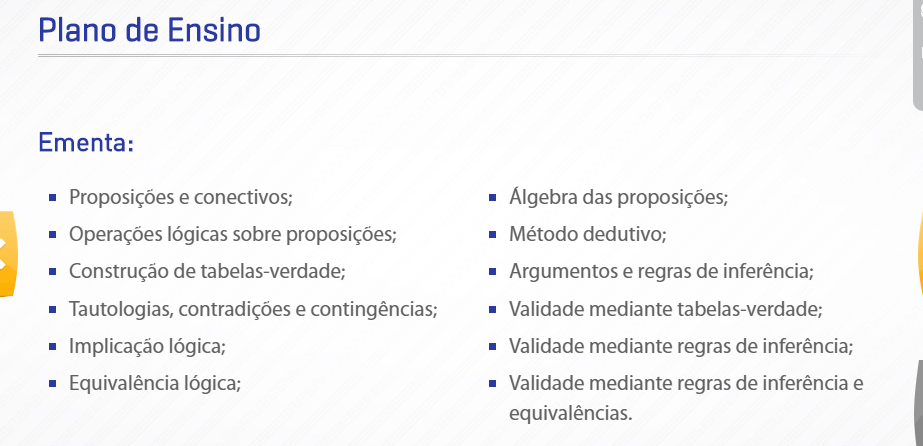 Plano de Ensino
Ementa:
Proposições e conectivos;
Operações lógicas sobre proposições;
Construção de tabelas-verdade;
Tautologias, contradições e contingências;
Implicação lógica;
Equivalência lógica;
Álgebra das proposições;
Método dedutivo;
Argumentos e regras de inferência;
Validade mediante tabelas-verdade;
Validade mediante regras de inferência;
Validade mediante regras de inferência e
equivalências.